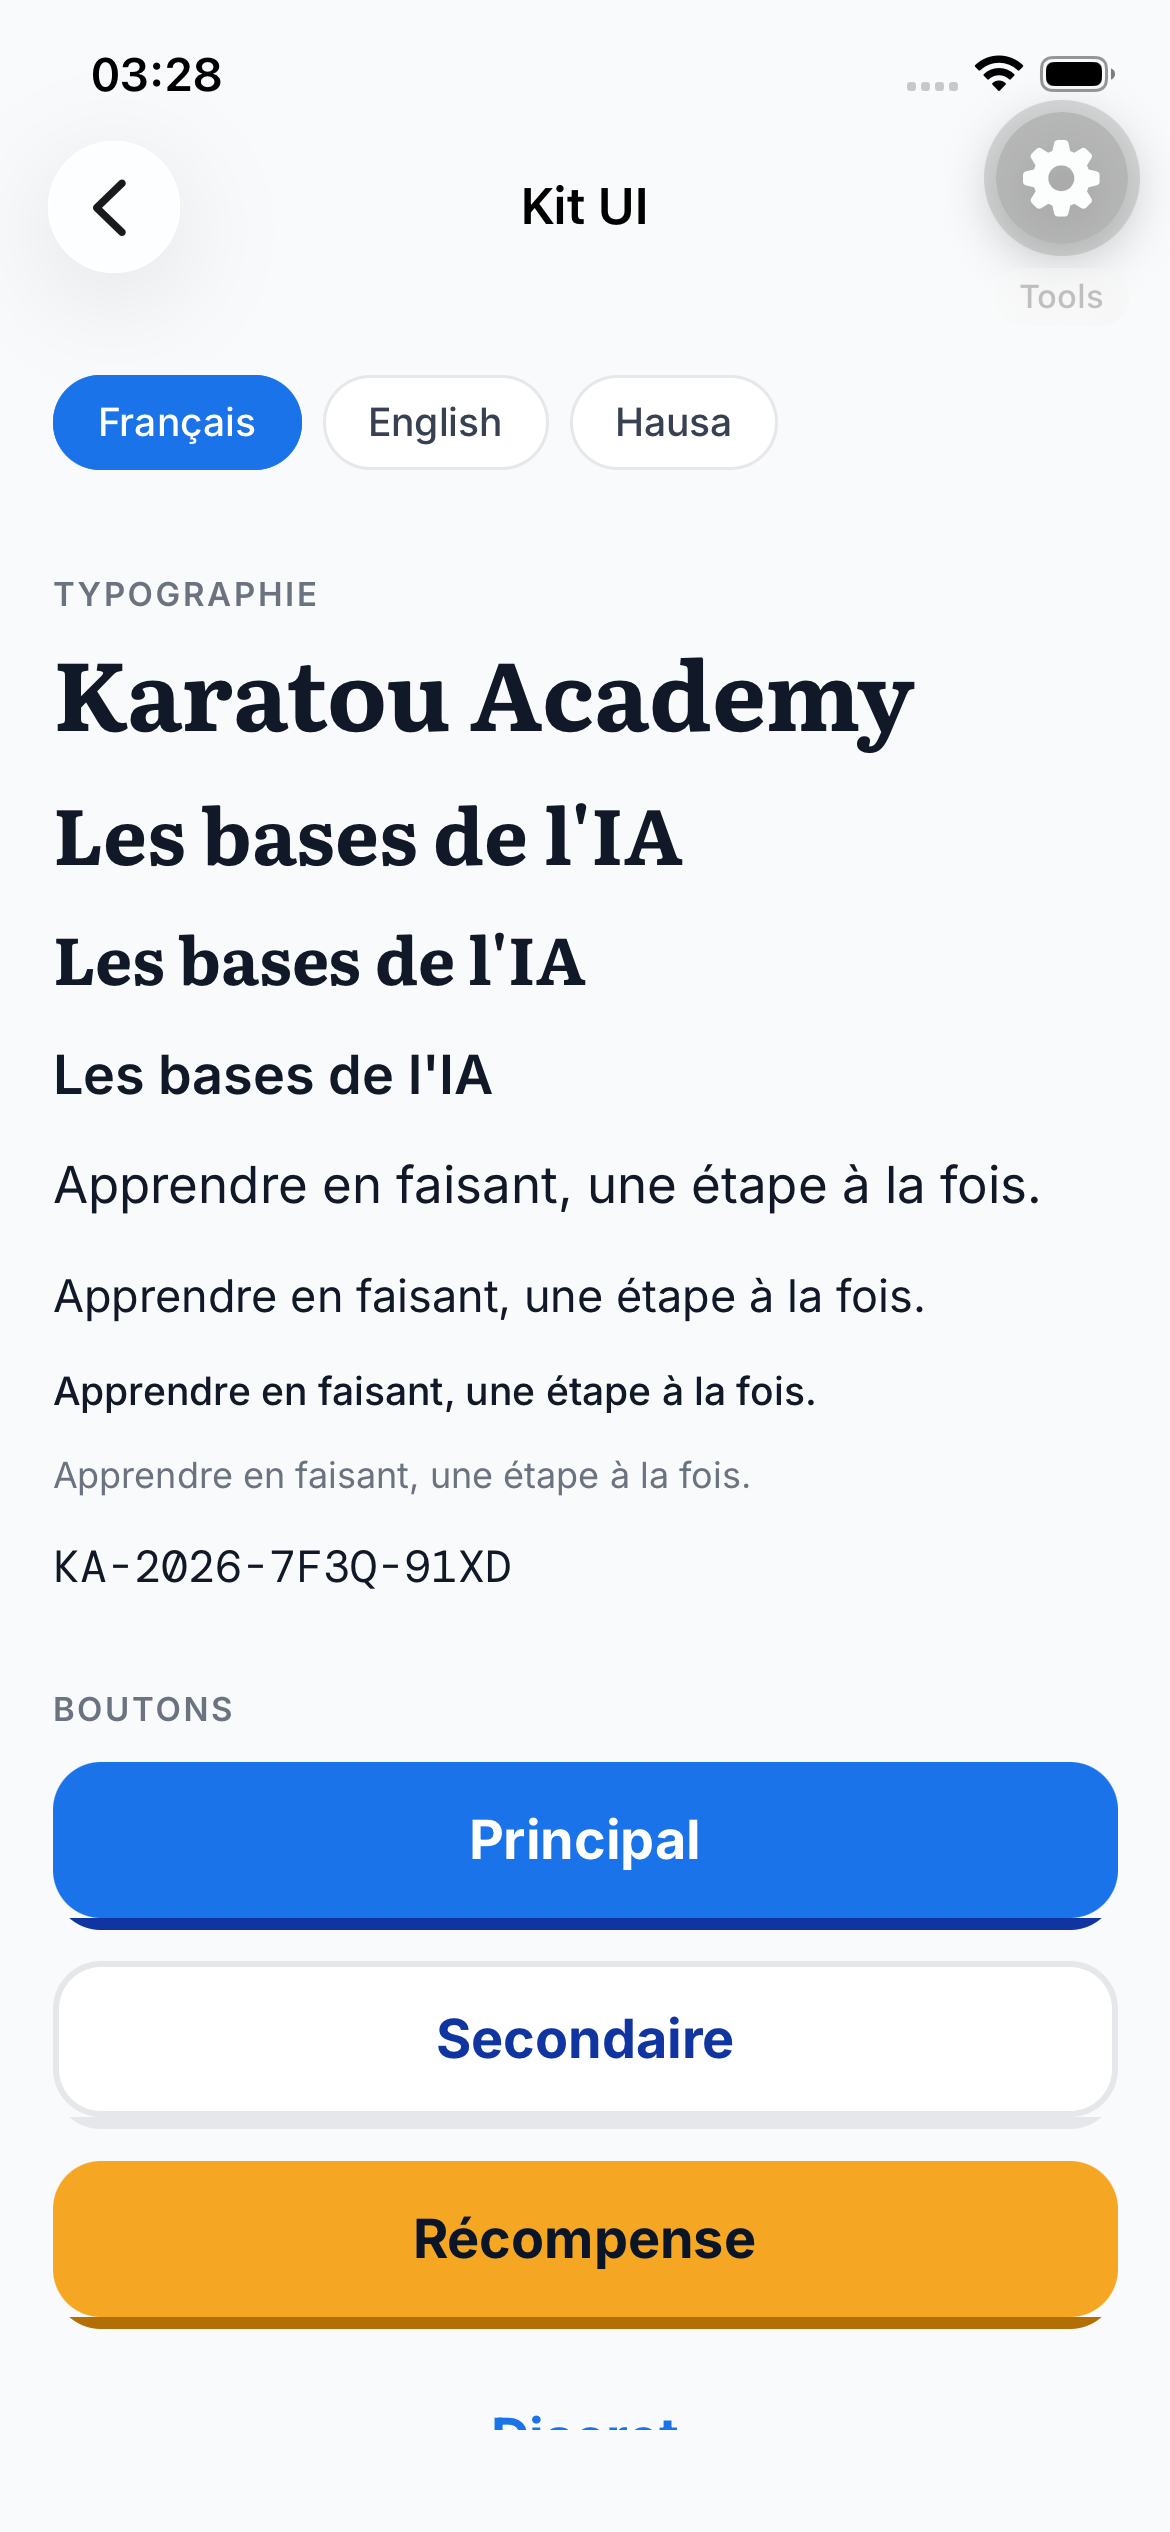 03:28
Kit UI
Tools
Français English Hausa
TYPOGRAPHIE
Karatou Academy
Les bases de l'IA
Les bases de l'IA
Les bases de l'IA
Apprendre en faisant, une étape à la fois.
Apprendre en faisant, une étape à la fois.
Apprendre en faisant, une étape à la fois.
Apprendre en faisant, une étape à la fois.
KA-2026-7F3Q-91XD
BOUTONS
Principal
Secondaire
Récompense
Discret